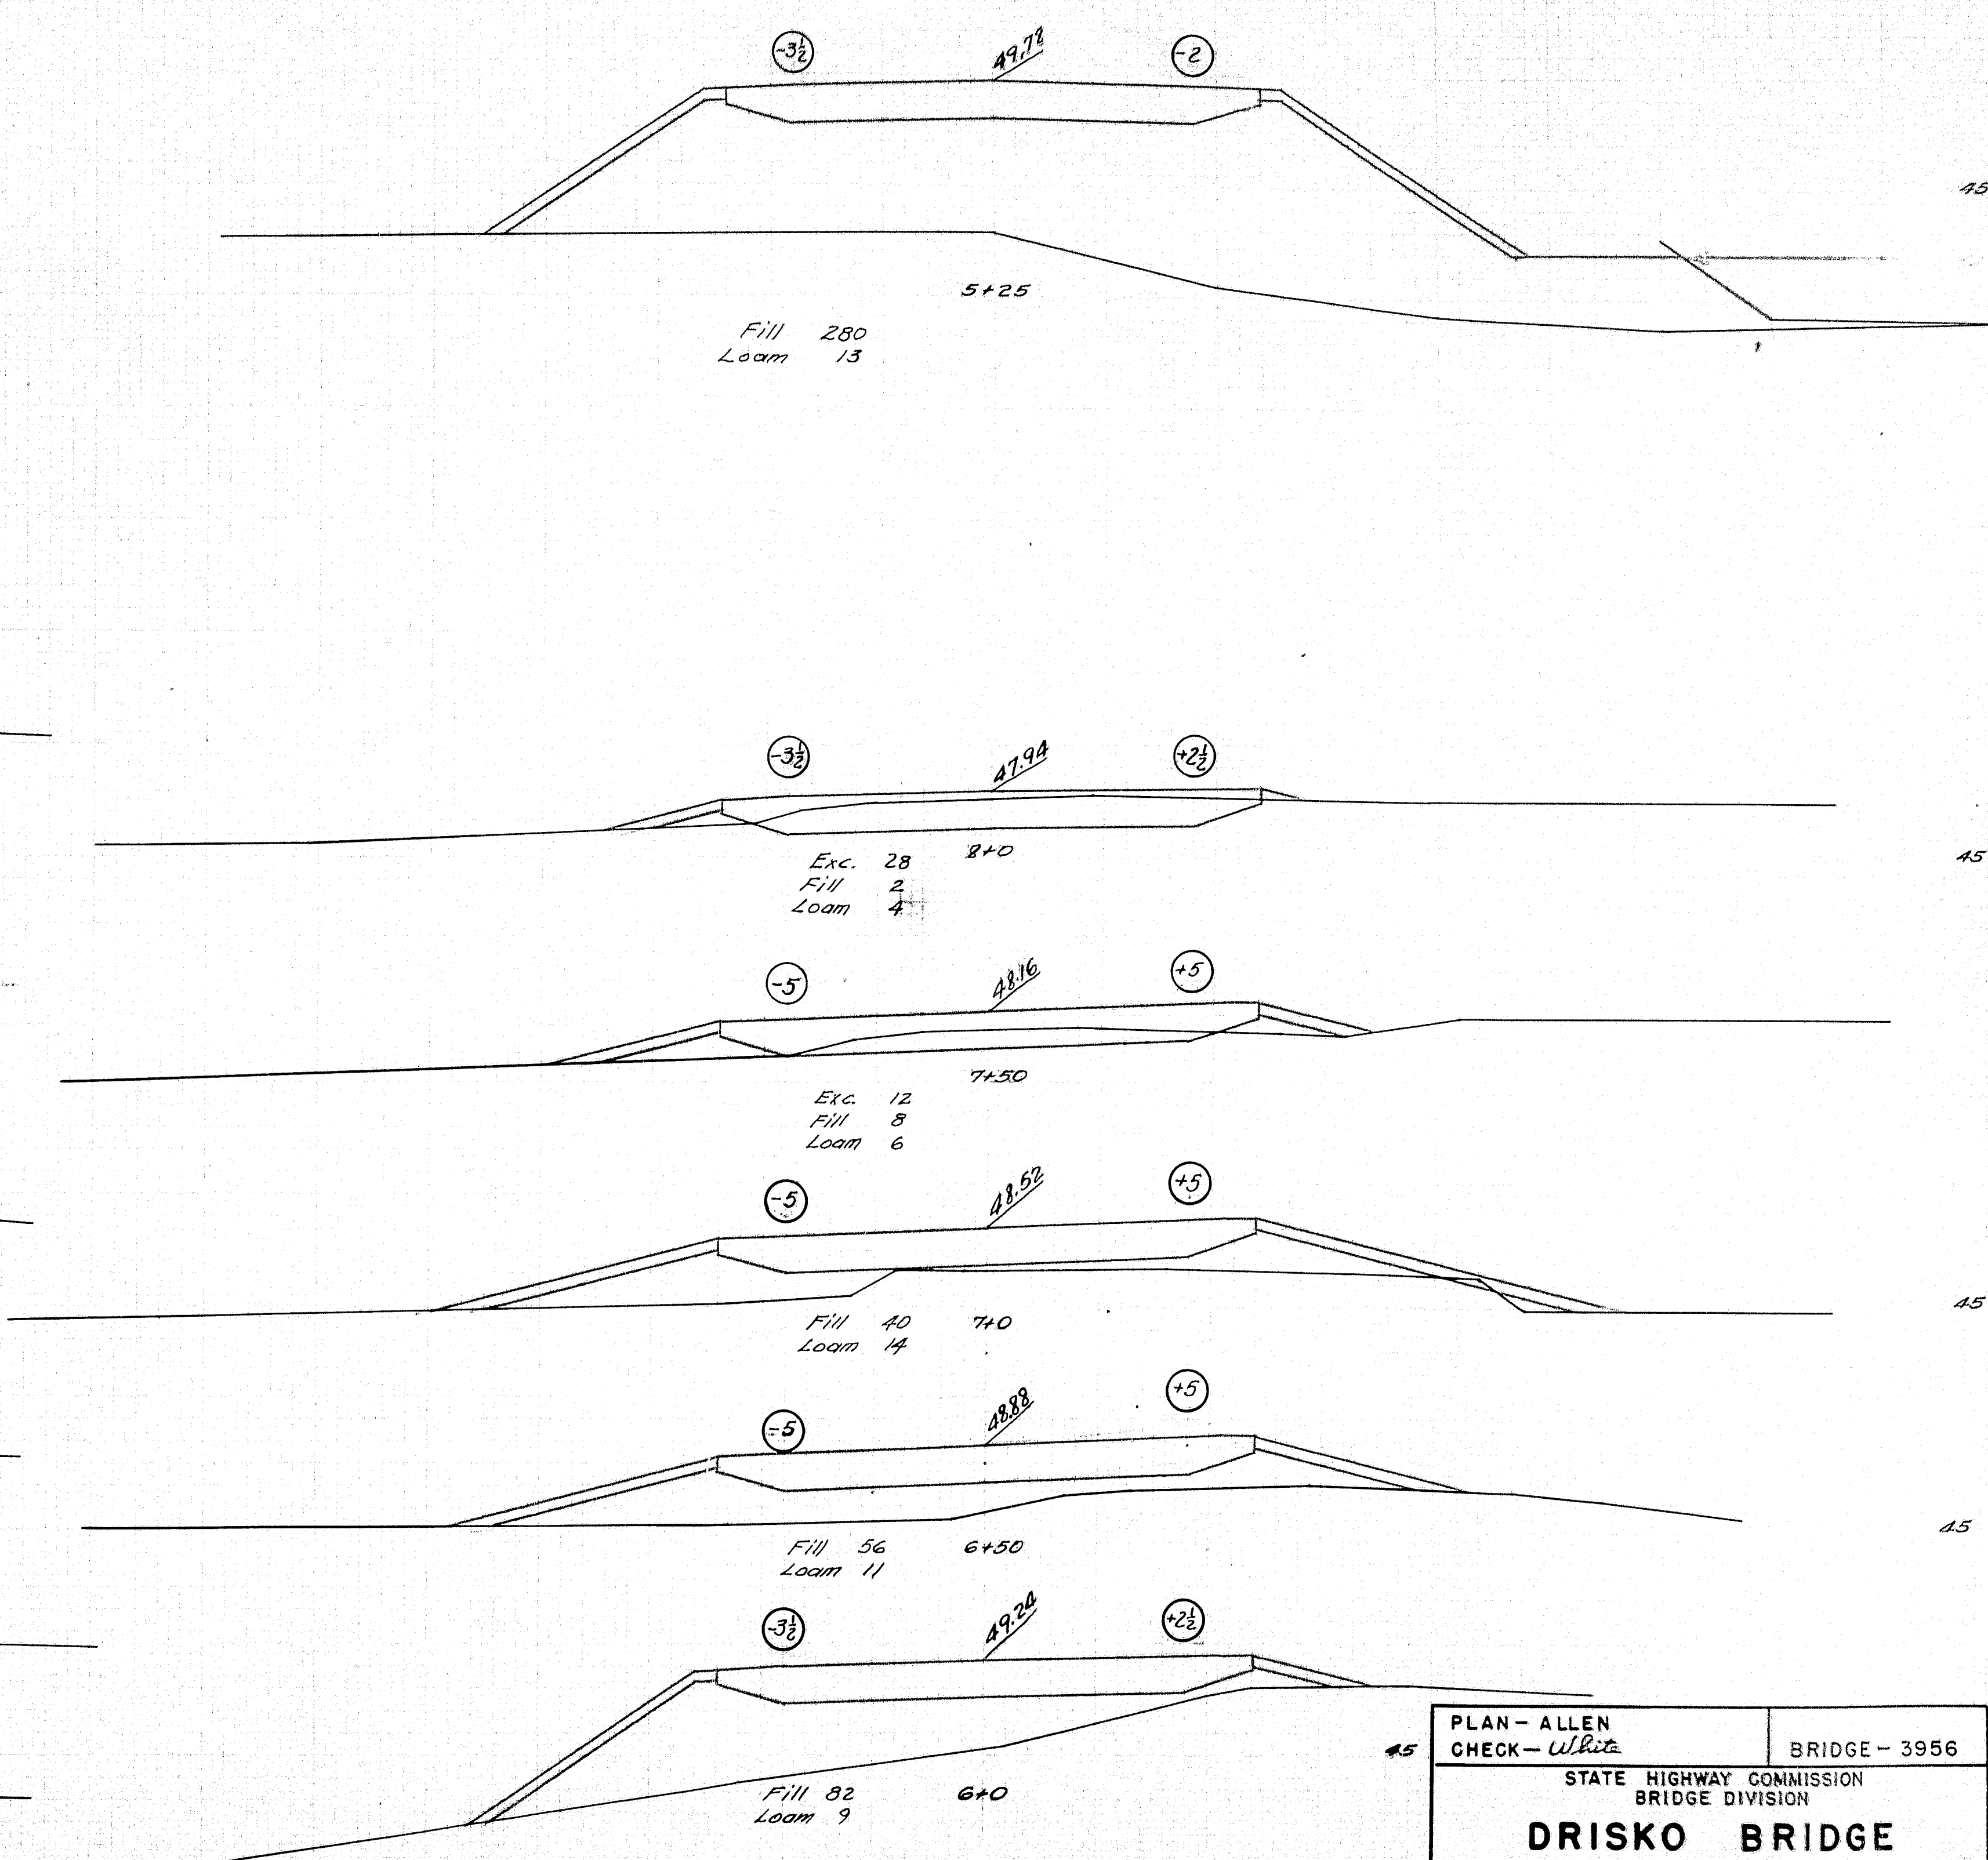 -3½ 49.72 -2
45
5+25
Fill 280
Loam 13
-3½ 47.94 +2½
8+0
Exc. 28
Fill 2
Loam 4
45
-5 48.16 +5
7+50
Exc. 12
Fill 8
Loam 6
-5 48.52 +5
45
Fill 40 7+0
Loam 14
-5 48.88 +5
45
Fill 56 6+50
Loam 11
-3½ 49.24 +2½
45
Fill 82 6+0
Loam 9
PLAN - ALLEN
CHECK - White
BRIDGE - 3956
STATE HIGHWAY COMMISSION
BRIDGE DIVISION
DRISKO BRIDGE